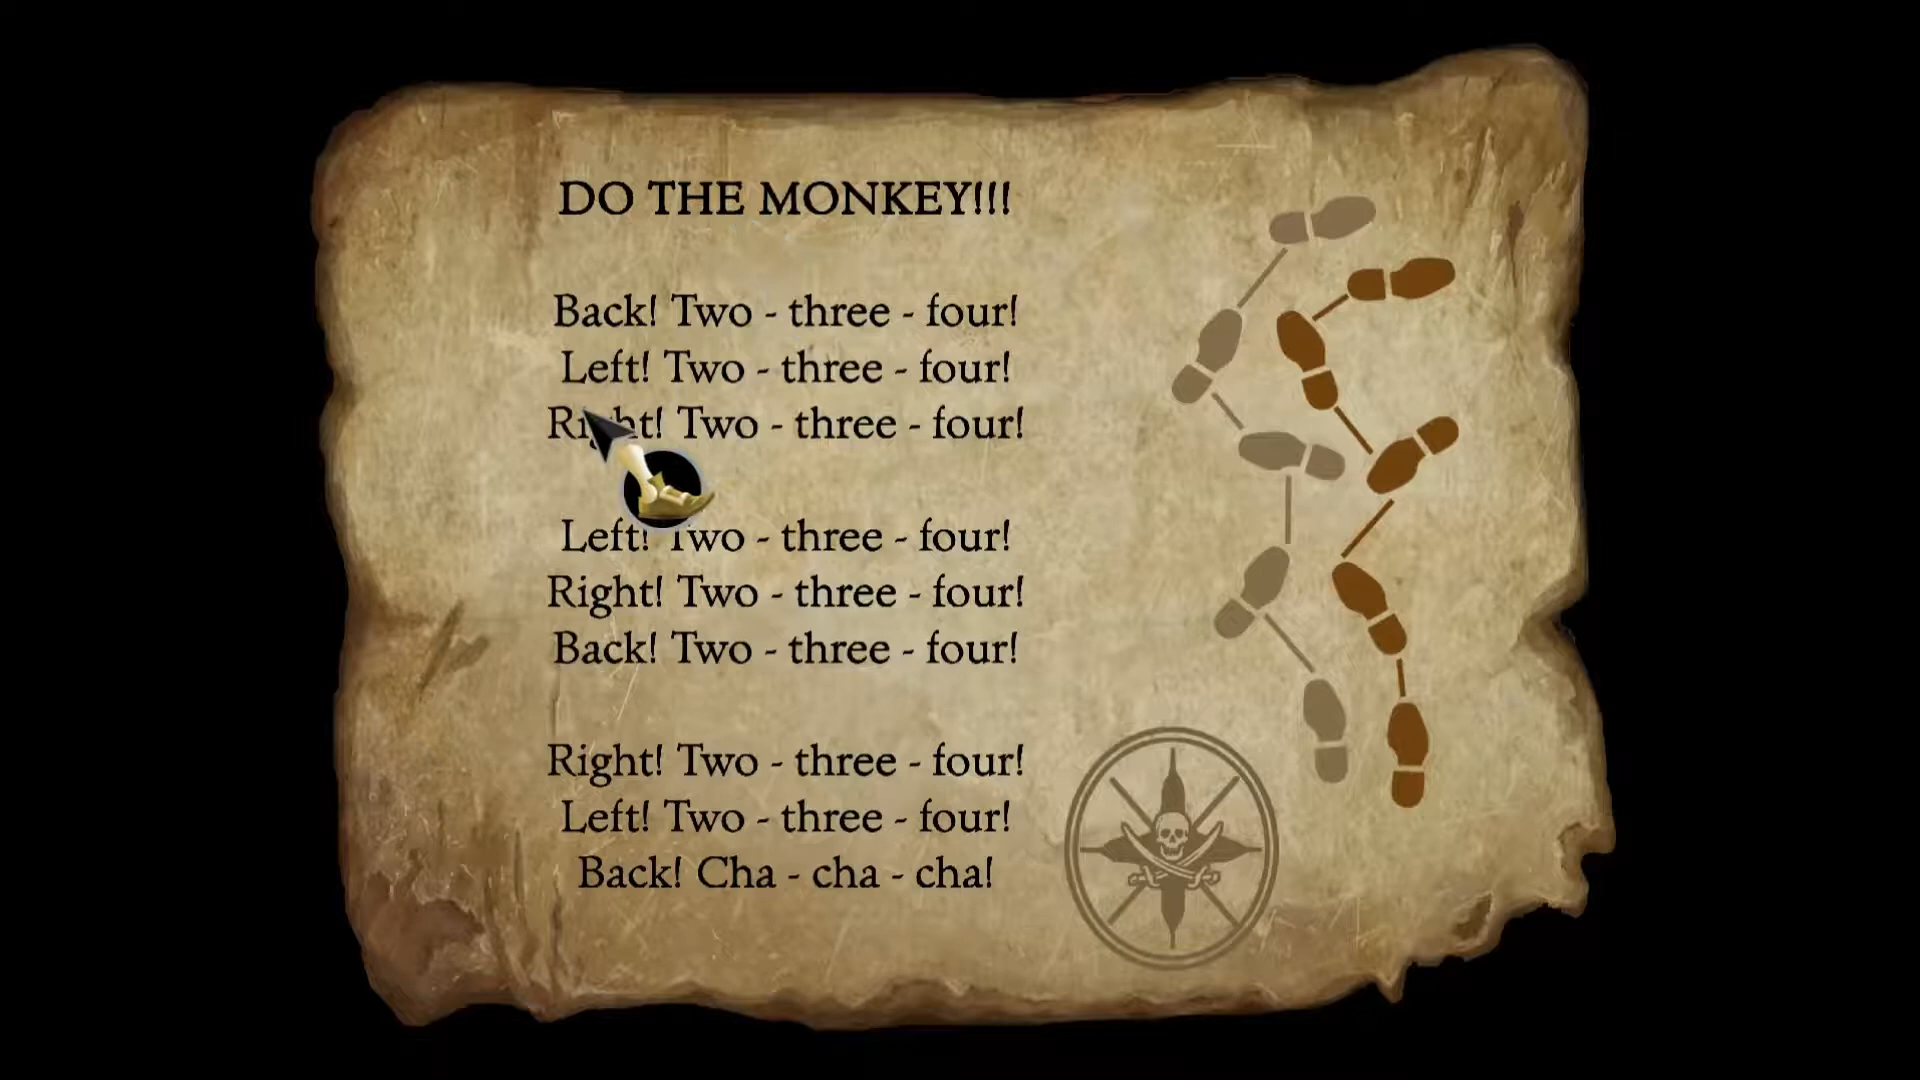 DO THE MONKEY!!!
Back! Two - three - four!
Left! Two - three - four!
Right! Two - three - four!
Left! Two - three - four!
Right! Two - three - four!
Back! Two - three - four!
Right! Two - three - four!
Left! Two - three - four!
Back! Cha - cha - cha!